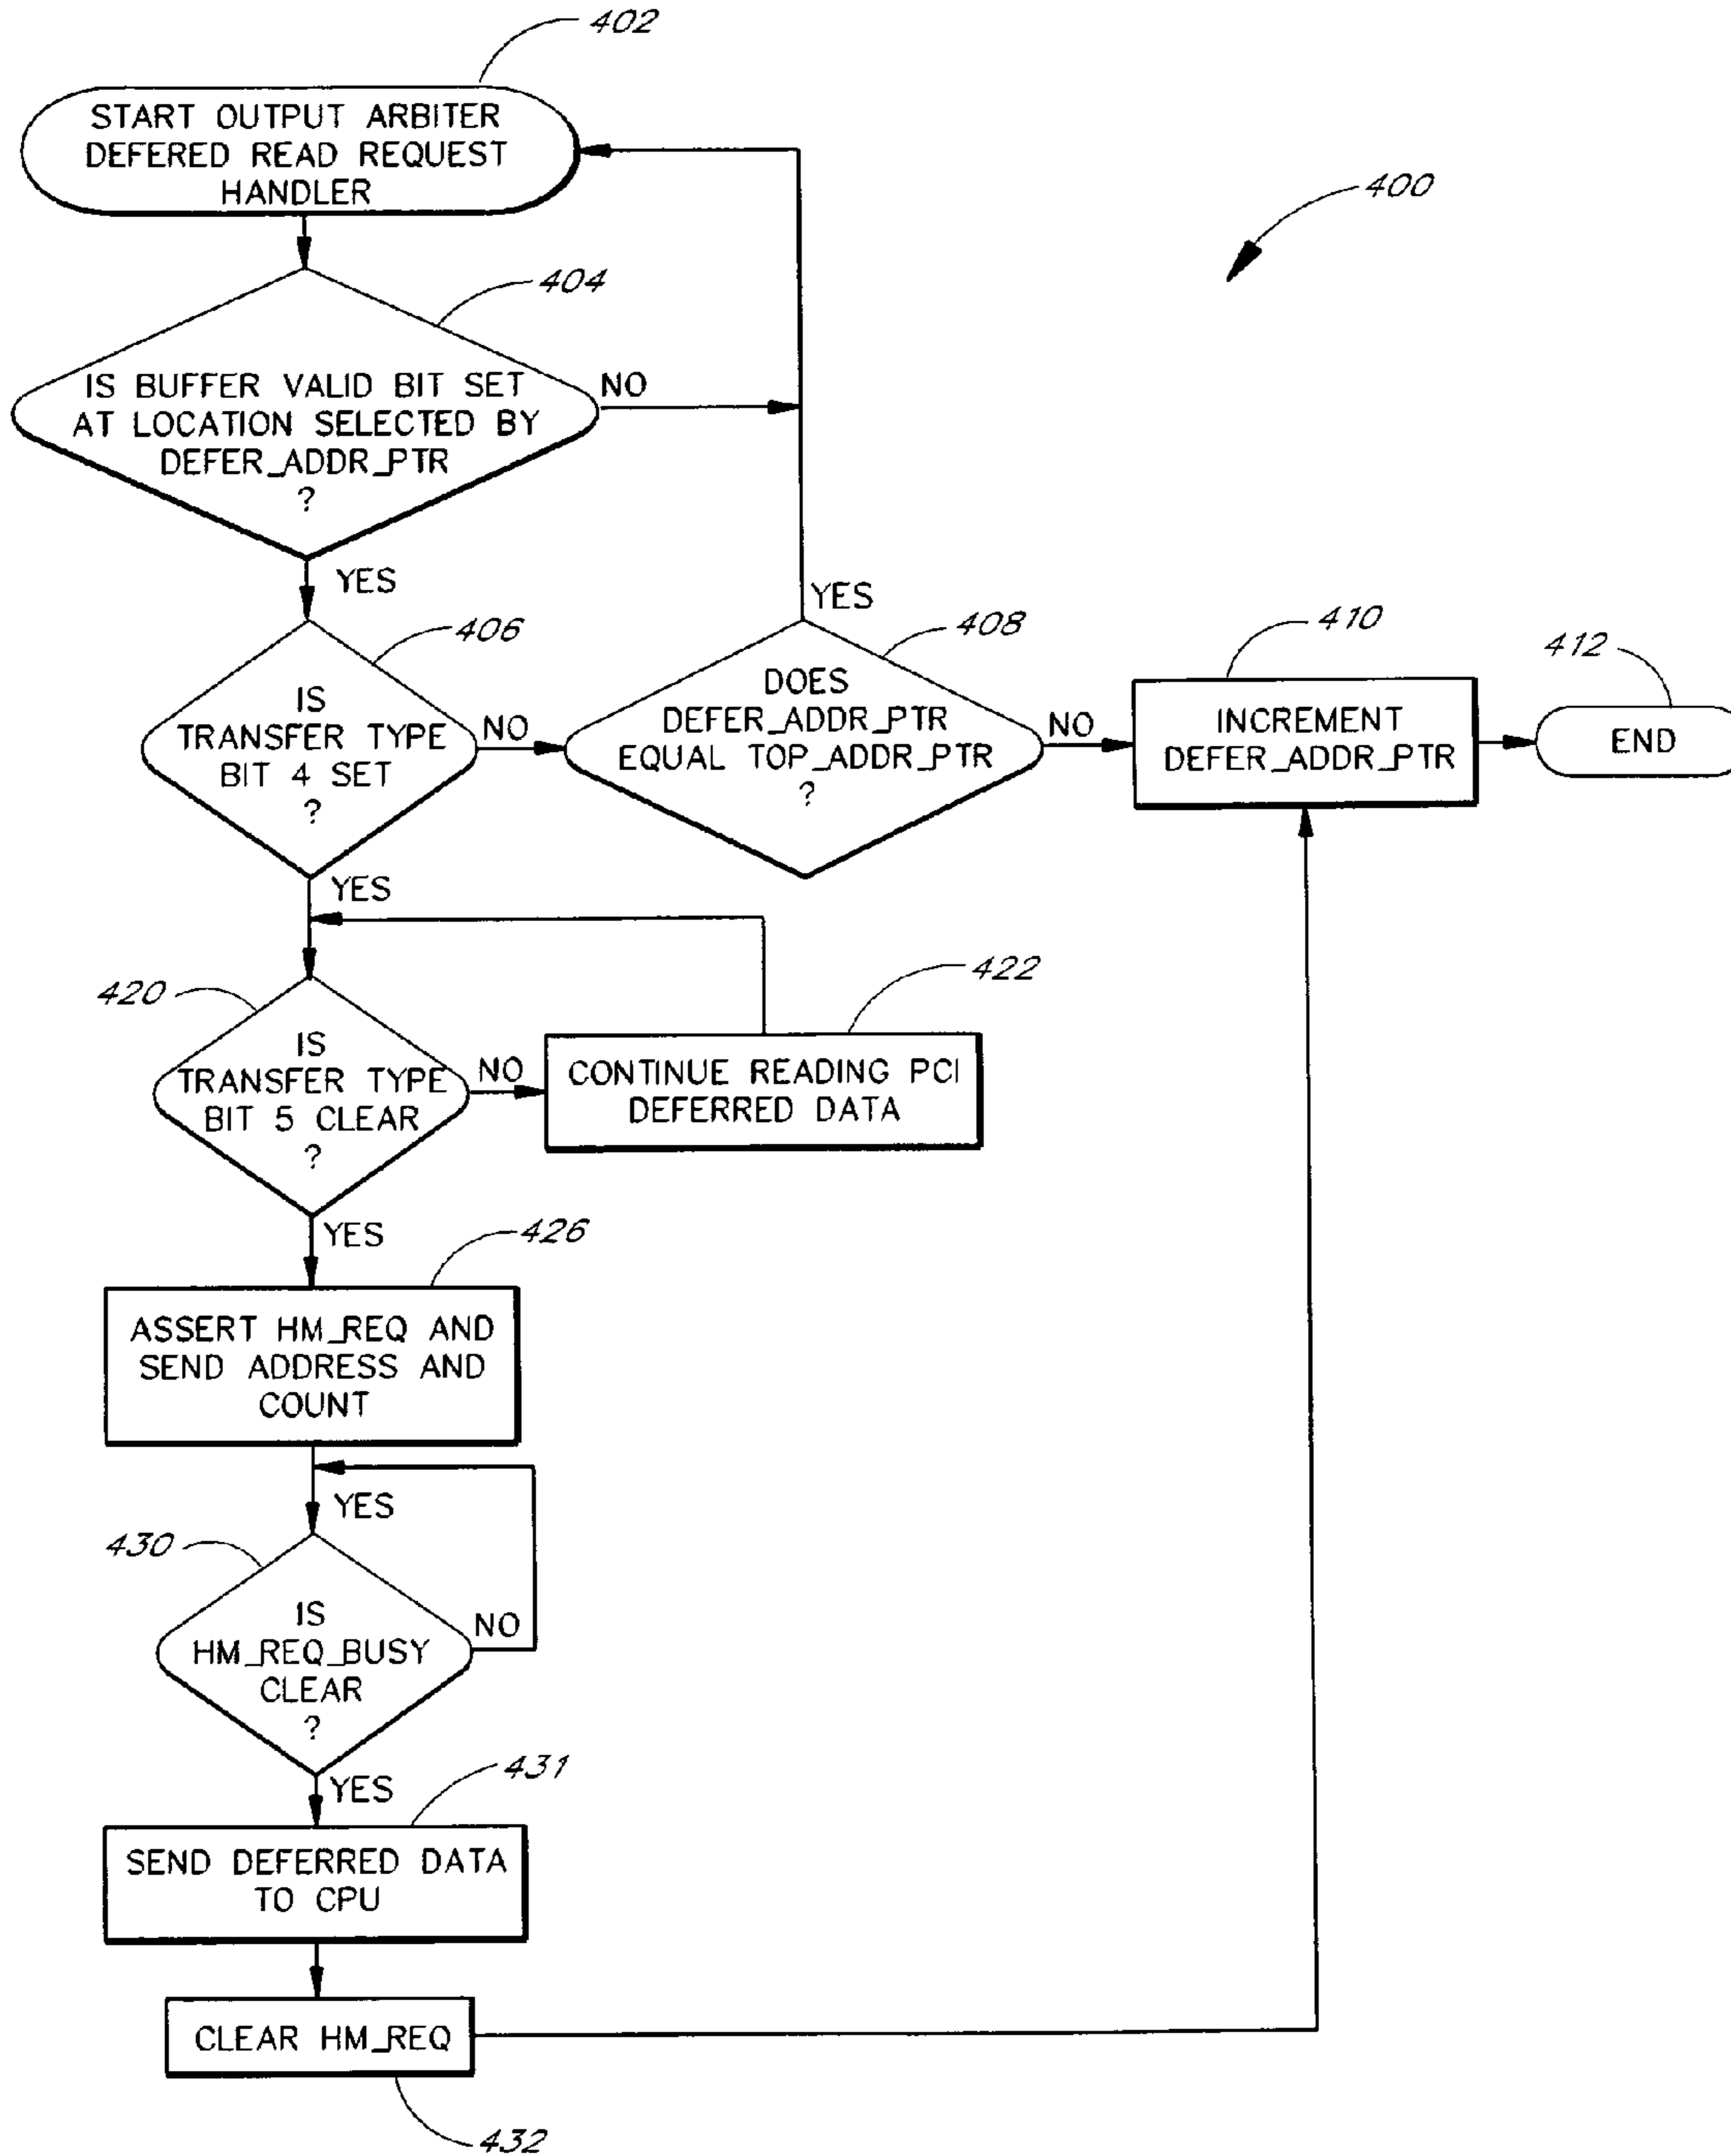 402
START OUTPUT ARBITER
DEFERED READ REQUEST
HANDLER
400
404
IS BUFFER VALID BIT SET
AT LOCATION SELECTED BY
DEFER_ADDR_PTR
?
NO
YES
406
IS
TRANSFER TYPE
BIT 4 SET
?
NO
YES
YES
408
DOES
DEFER_ADDR_PTR
EQUAL TOP_ADDR_PTR
?
NO
410
INCREMENT
DEFER_ADDR_PTR
412
END
420
IS
TRANSFER TYPE
BIT 5 CLEAR
?
NO
422
CONTINUE READING PCI
DEFERRED DATA
YES
426
ASSERT HM_REQ AND
SEND ADDRESS AND
COUNT
YES
430
IS
HM_REQ_BUSY
CLEAR
?
NO
YES
431
SEND DEFERRED DATA
TO CPU
CLEAR HM_REQ
432